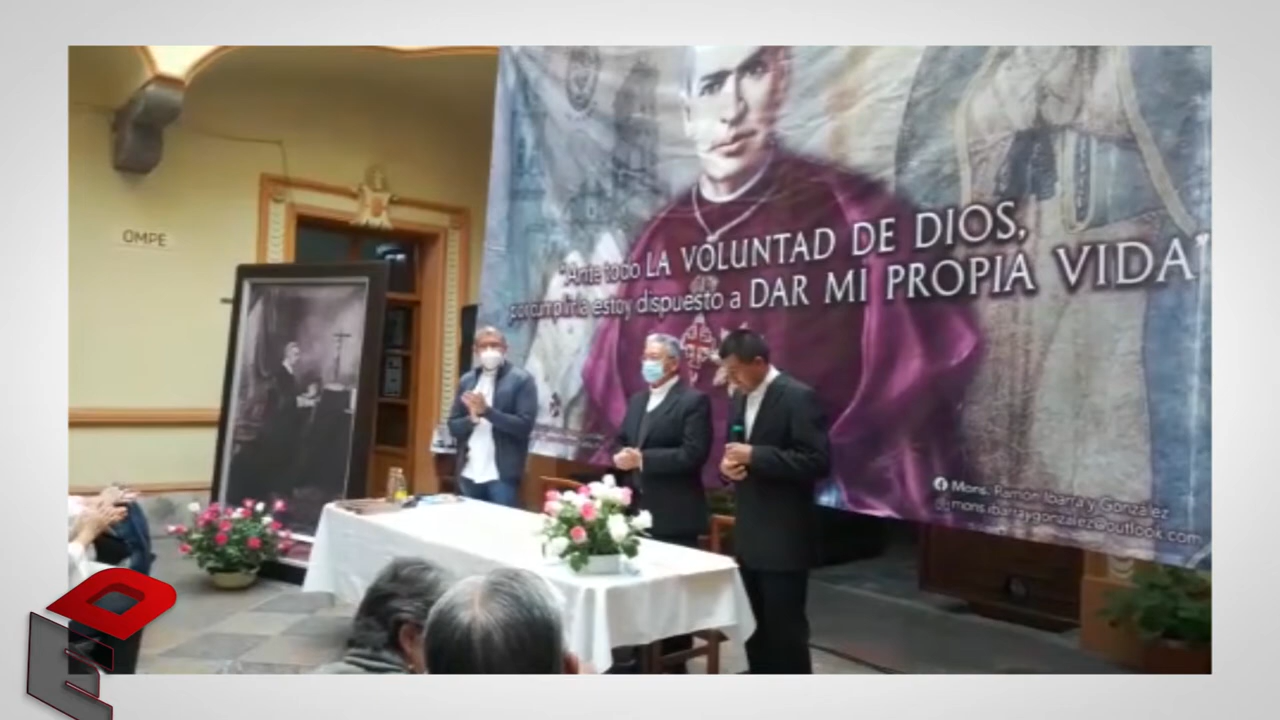 OMPE
"Ante todo LA VOLUNTAD DE DIOS,
por cumplirla estoy dispuesto a DAR MI PROPIA VIDA"
Mons. Ramón Ibarra y González
mons.ibarraygonzalez@outlook.com
DE